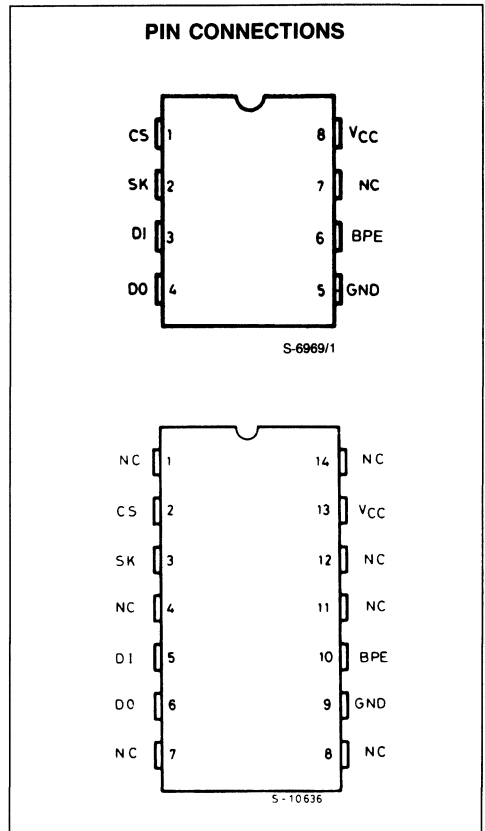 PIN CONNECTIONS
CS 1 8 VCC
SK 2 7 NC
DI 3 6 BPE
DO 4 5 GND
S-6969/1
NC 1 14 NC
CS 2 13 VCC
SK 3 12 NC
NC 4 11 NC
DI 5 10 BPE
DO 6 9 GND
NC 7 8 NC
S-10636